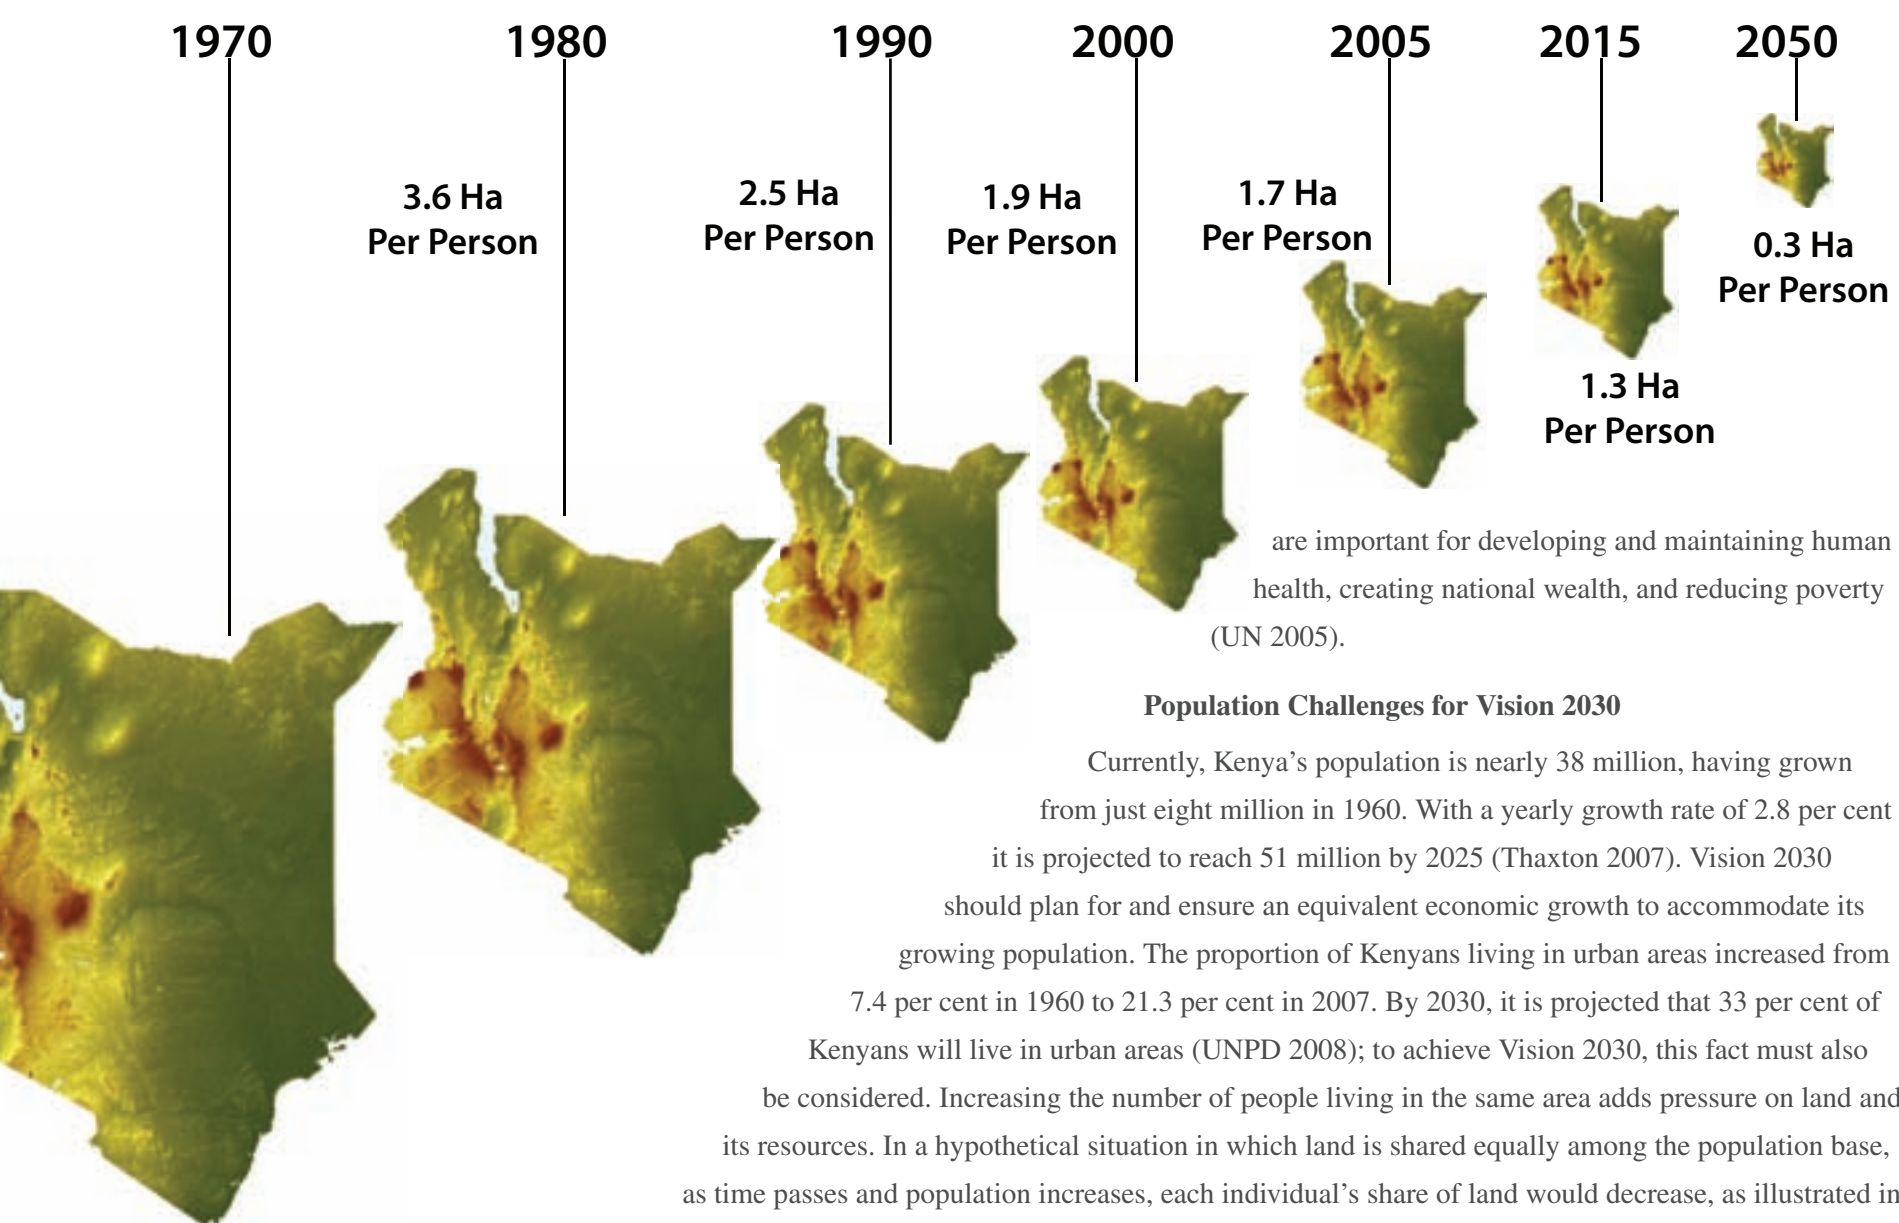 1970
1980
1990
2000
2005
2015
2050
3.6 Ha
Per Person
2.5 Ha
Per Person
1.9 Ha
Per Person
1.7 Ha
Per Person
1.3 Ha
Per Person
0.3 Ha
Per Person
are important for developing and maintaining human
health, creating national wealth, and reducing poverty
(UN 2005).
Population Challenges for Vision 2030
Currently, Kenya’s population is nearly 38 million, having grown
from just eight million in 1960. With a yearly growth rate of 2.8 per cent
it is projected to reach 51 million by 2025 (Thaxton 2007). Vision 2030
should plan for and ensure an equivalent economic growth to accommodate its
growing population. The proportion of Kenyans living in urban areas increased from
7.4 per cent in 1960 to 21.3 per cent in 2007. By 2030, it is projected that 33 per cent of
Kenyans will live in urban areas (UNPD 2008); to achieve Vision 2030, this fact must also
be considered. Increasing the number of people living in the same area adds pressure on land and
its resources. In a hypothetical situation in which land is shared equally among the population base,
as time passes and population increases, each individual’s share of land would decrease, as illustrated in